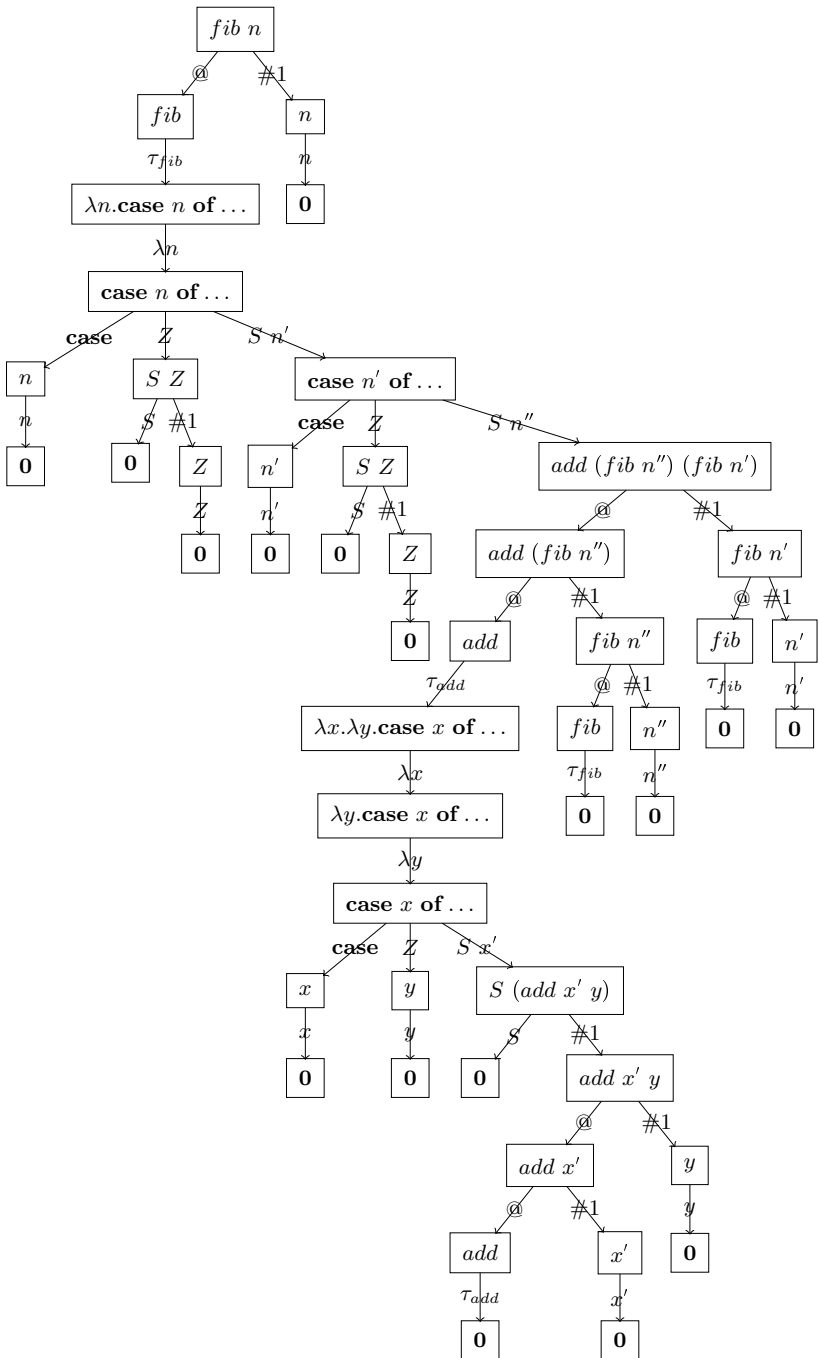 fib n
@ #1
fib n
τ_fib n
λn.case n of … 0
λn
case n of …
case Z S n′
n S Z case n′ of …
n S #1 case Z S n″
0 0 Z n′ S Z add (fib n″) (fib n′)
Z n′ S #1 @ #1
0 0 0 Z add (fib n″) fib n′
Z @ #1 @ #1
0 add fib n″ fib n′
τ_add @ #1 τ_fib n′
λx.λy.case x of … fib n″ 0 0
λx τ_fib n″
λy.case x of … 0 0
λy
case x of …
case Z S x′
x y S (add x′ y)
x y S #1
0 0 0 add x′ y
@ #1
add x′ y
@ #1 y
add x′ 0
τ_add x′
0 0